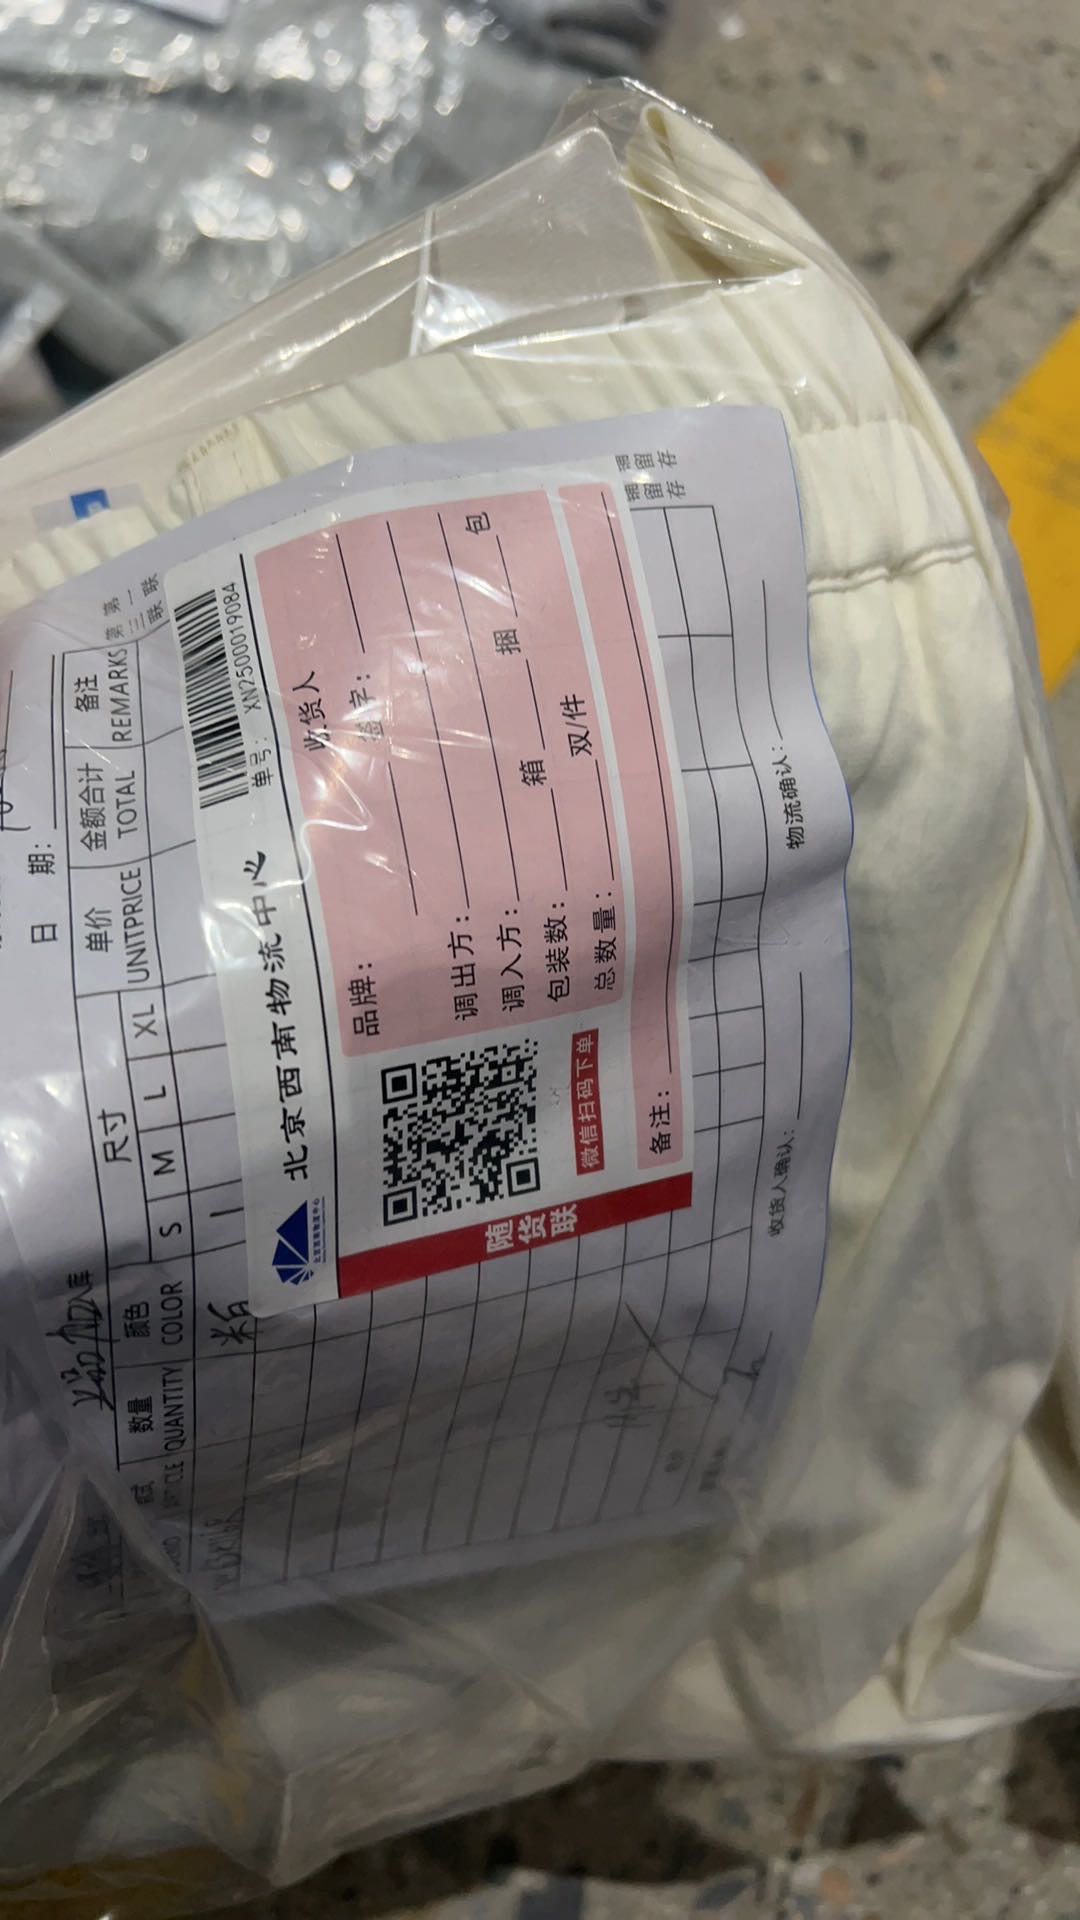 日 期：
数量 颜色 尺寸 单价 金额合计 备注
QUANTITY COLOR S M L XL UNITPRICE TOTAL REMARKS
第一联
第三联
粉
北京西南物流中心
单号： XN2500019084
品牌：
收货人
签字：
调出方：
调入方：
包装数： 箱 捆 包
总数量： 双/件
备注：
微信扫码下单
随货联
留存
留存
收货人确认：
物流确认：